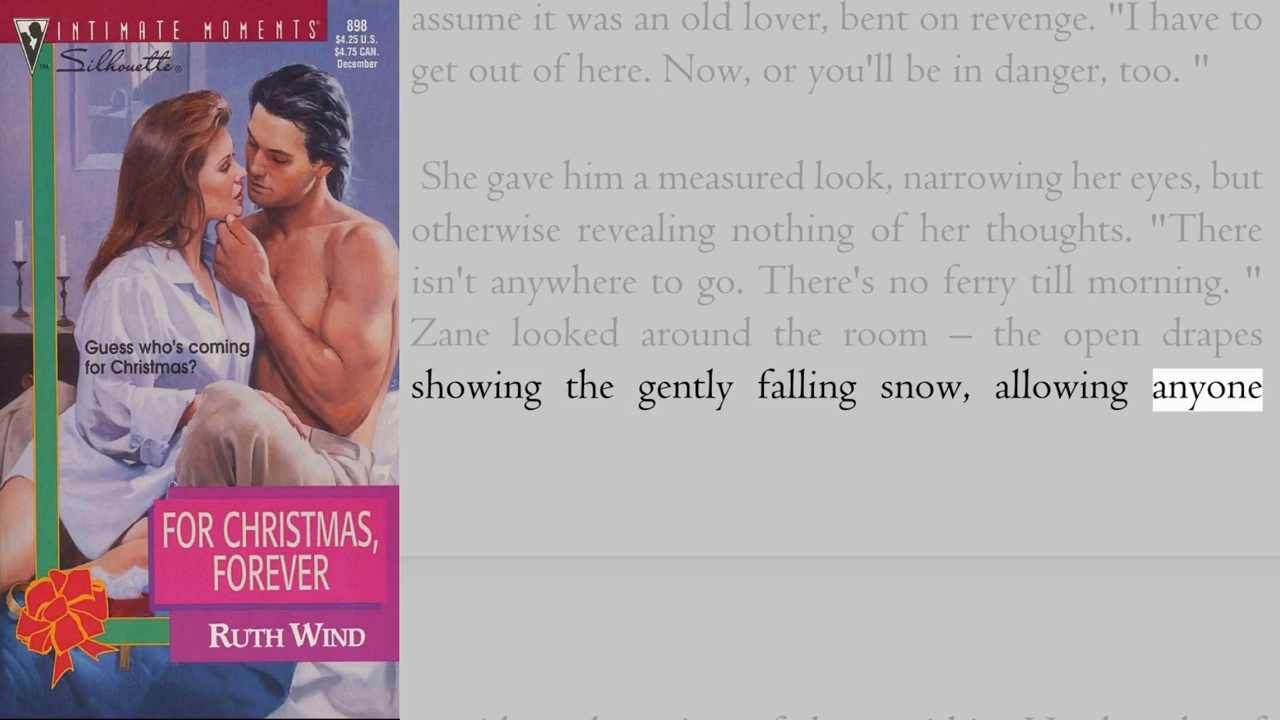 INTIMATE MOMENTS®
Silhouette®
898
$4.25 U.S.
$4.75 CAN.
December
TM
Guess who's coming
for Christmas?
FOR CHRISTMAS,
FOREVER
RUTH WIND
assume it was an old lover, bent on revenge. "I have to
get out of here. Now, or you'll be in danger, too. "
She gave him a measured look, narrowing her eyes, but
otherwise revealing nothing of her thoughts. "There
isn't anywhere to go. There's no ferry till morning. "
Zane looked around the room – the open drapes
showing the gently falling snow, allowing anyone